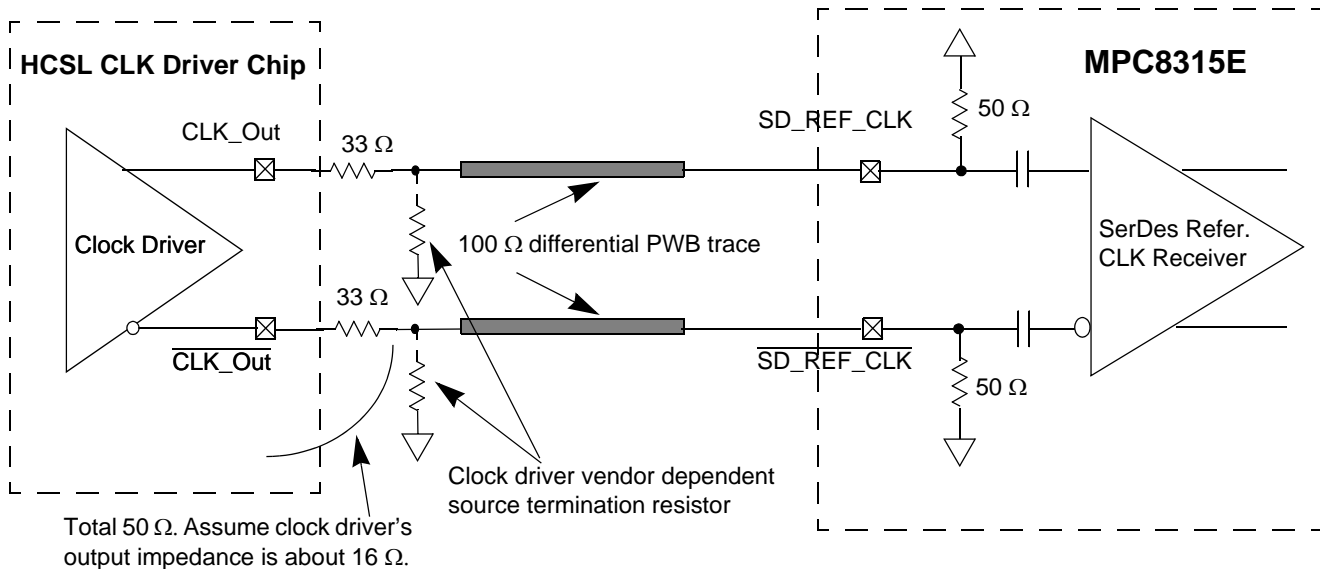 HCSL CLK Driver Chip
MPC8315E
CLK_Out
33 Ω
SD_REF_CLK
50 Ω
Clock Driver
100 Ω differential PWB trace
SerDes Refer.
CLK Receiver
33 Ω
CLK_Out
SD_REF_CLK
50 Ω
Clock driver vendor dependent
source termination resistor
Total 50 Ω. Assume clock driver's
output impedance is about 16 Ω.